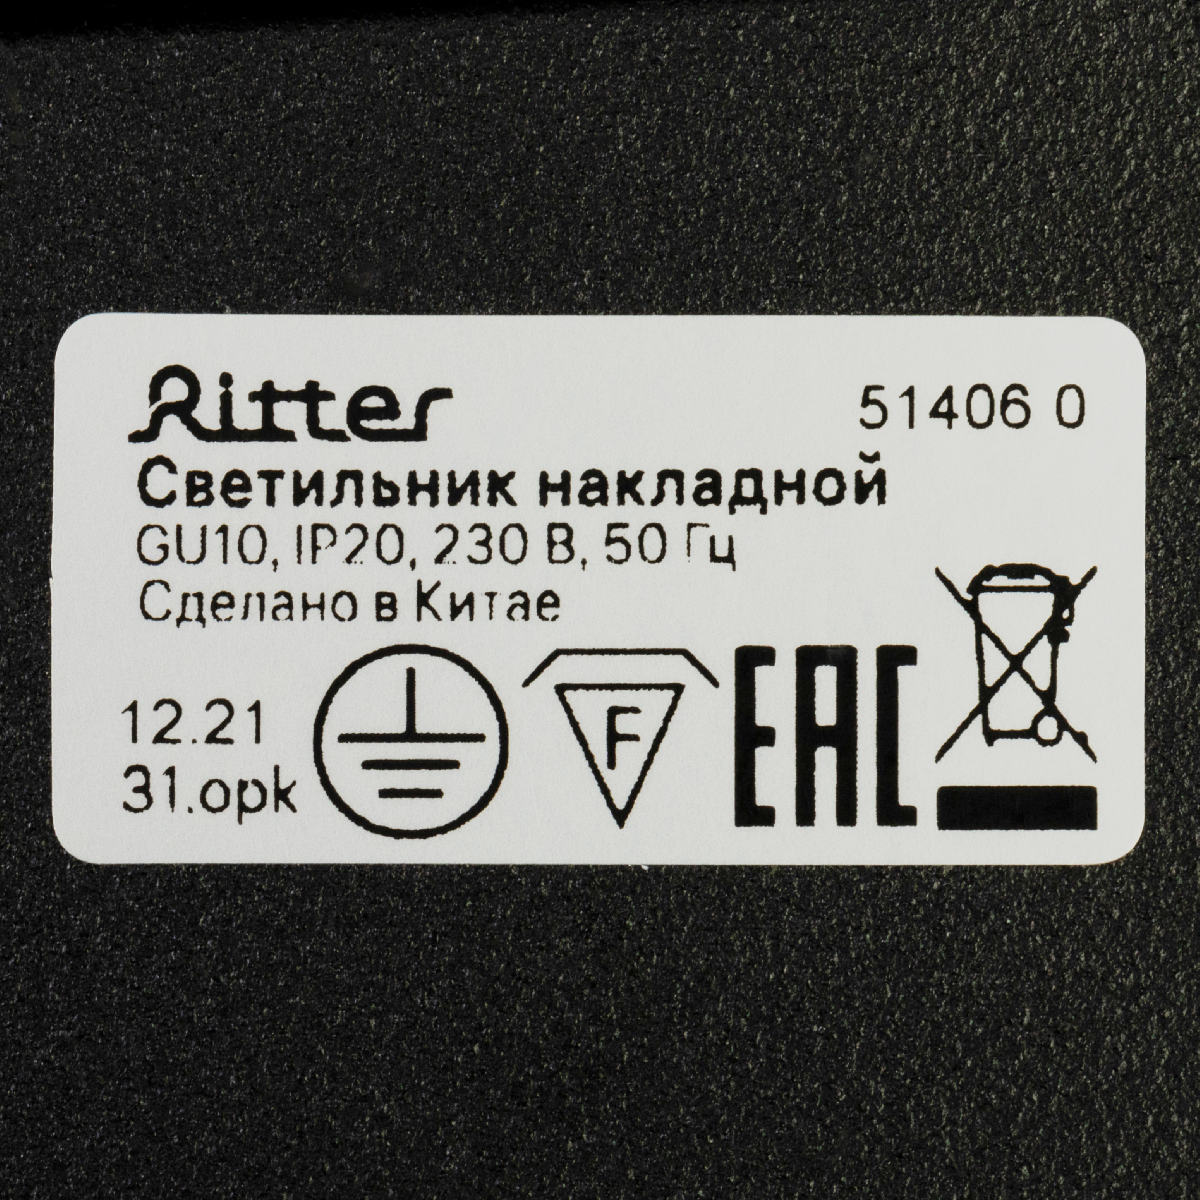 Ritter 51406 0
Светильник накладной
GU10, IP20, 230 В, 50 Гц
Сделано в Китае
12.21
31.opk
F
EAC